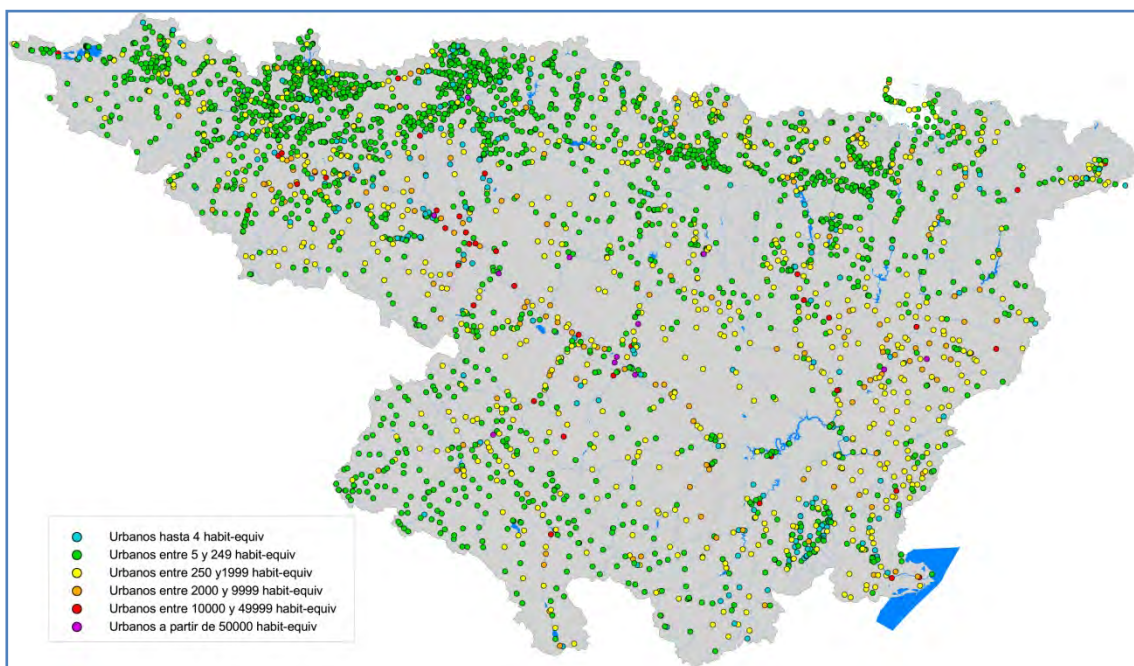 Urbanos hasta 4 habit-equiv
Urbanos entre 5 y 249 habit-equiv
Urbanos entre 250 y1999 habit-equiv
Urbanos entre 2000 y 9999 habit-equiv
Urbanos entre 10000 y 49999 habit-equiv
Urbanos a partir de 50000 habit-equiv